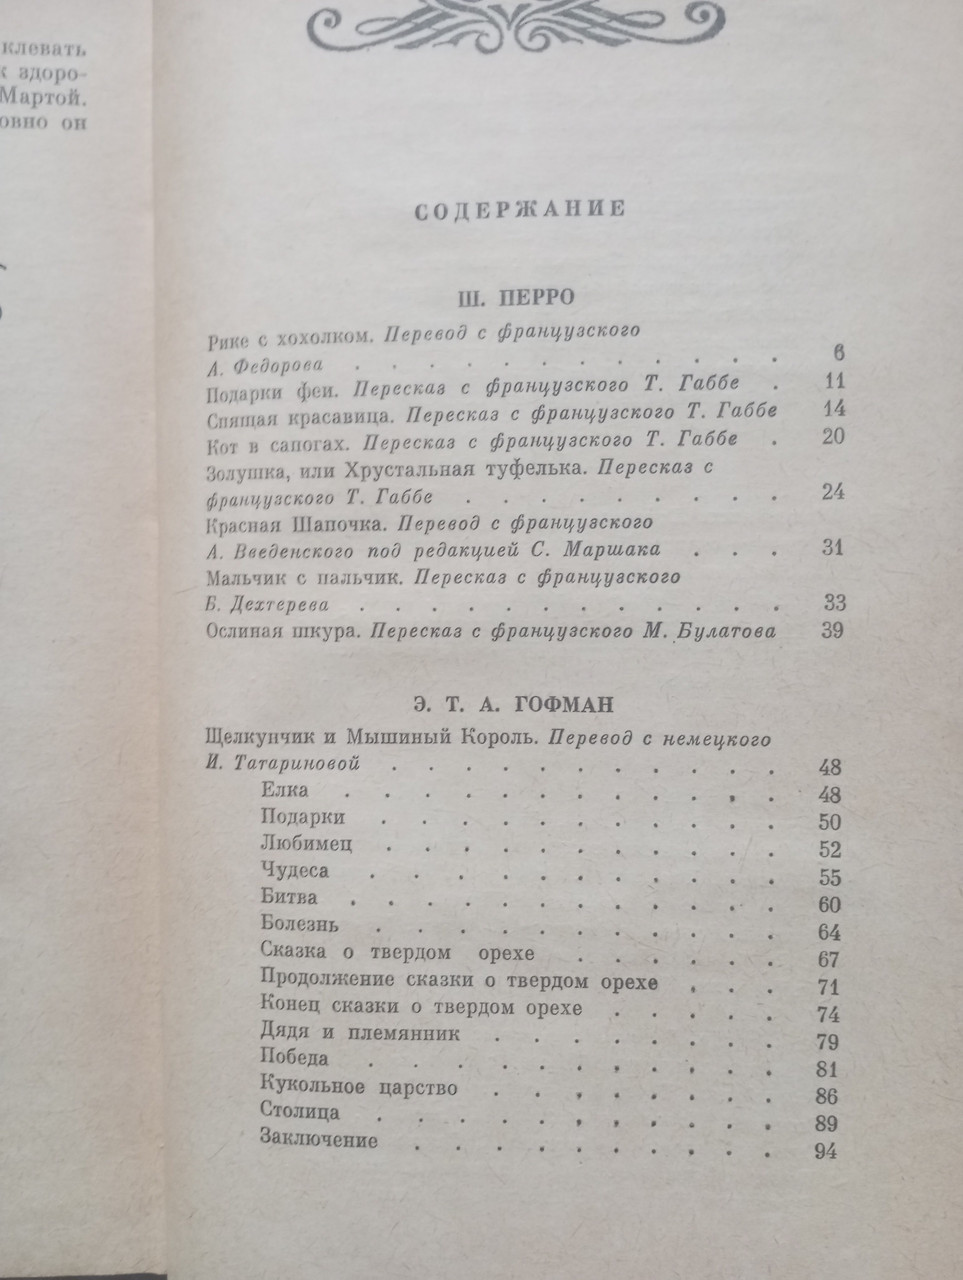 клевать
к здоро-
Мартой.
овно он
СОДЕРЖАНИЕ
Ш. ПЕРРО
Рике с хохолком. Перевод с французского
А. Федорова . . . . . . . . . . . . 6
Подарки феи. Пересказ с французского Т. Габбе . 11
Спящая красавица. Пересказ с французского Т. Габбе 14
Кот в сапогах. Пересказ с французского Т. Габбе . 20
Золушка, или Хрустальная туфелька. Пересказ с
французского Т. Габбе . . . . . . . . . 24
Красная Шапочка. Перевод с французского
А. Введенского под редакцией С. Маршака . . . 31
Мальчик с пальчик. Пересказ с французского
Б. Дехтерева . . . . . . . . . . . . 33
Ослиная шкура. Пересказ с французского М. Булатова 39
Э. Т. А. ГОФМАН
Щелкунчик и Мышиный Король. Перевод с немецкого
И. Татариновой . . . . . . . . . . . 48
Елка . . . . . . . . . . . . 48
Подарки . . . . . . . . . . . 50
Любимец . . . . . . . . . . . 52
Чудеса . . . . . . . . . . . 55
Битва . . . . . . . . . . . . 60
Болезнь . . . . . . . . . . . 64
Сказка о твердом орехе . . . . . . 67
Продолжение сказки о твердом орехе . . . 71
Конец сказки о твердом орехе . . . . . 74
Дядя и племянник . . . . . . . . 79
Победа . . . . . . . . . . . 81
Кукольное царство . . . . . . . . 86
Столица . . . . . . . . . . . 89
Заключение . . . . . . . . . . 94